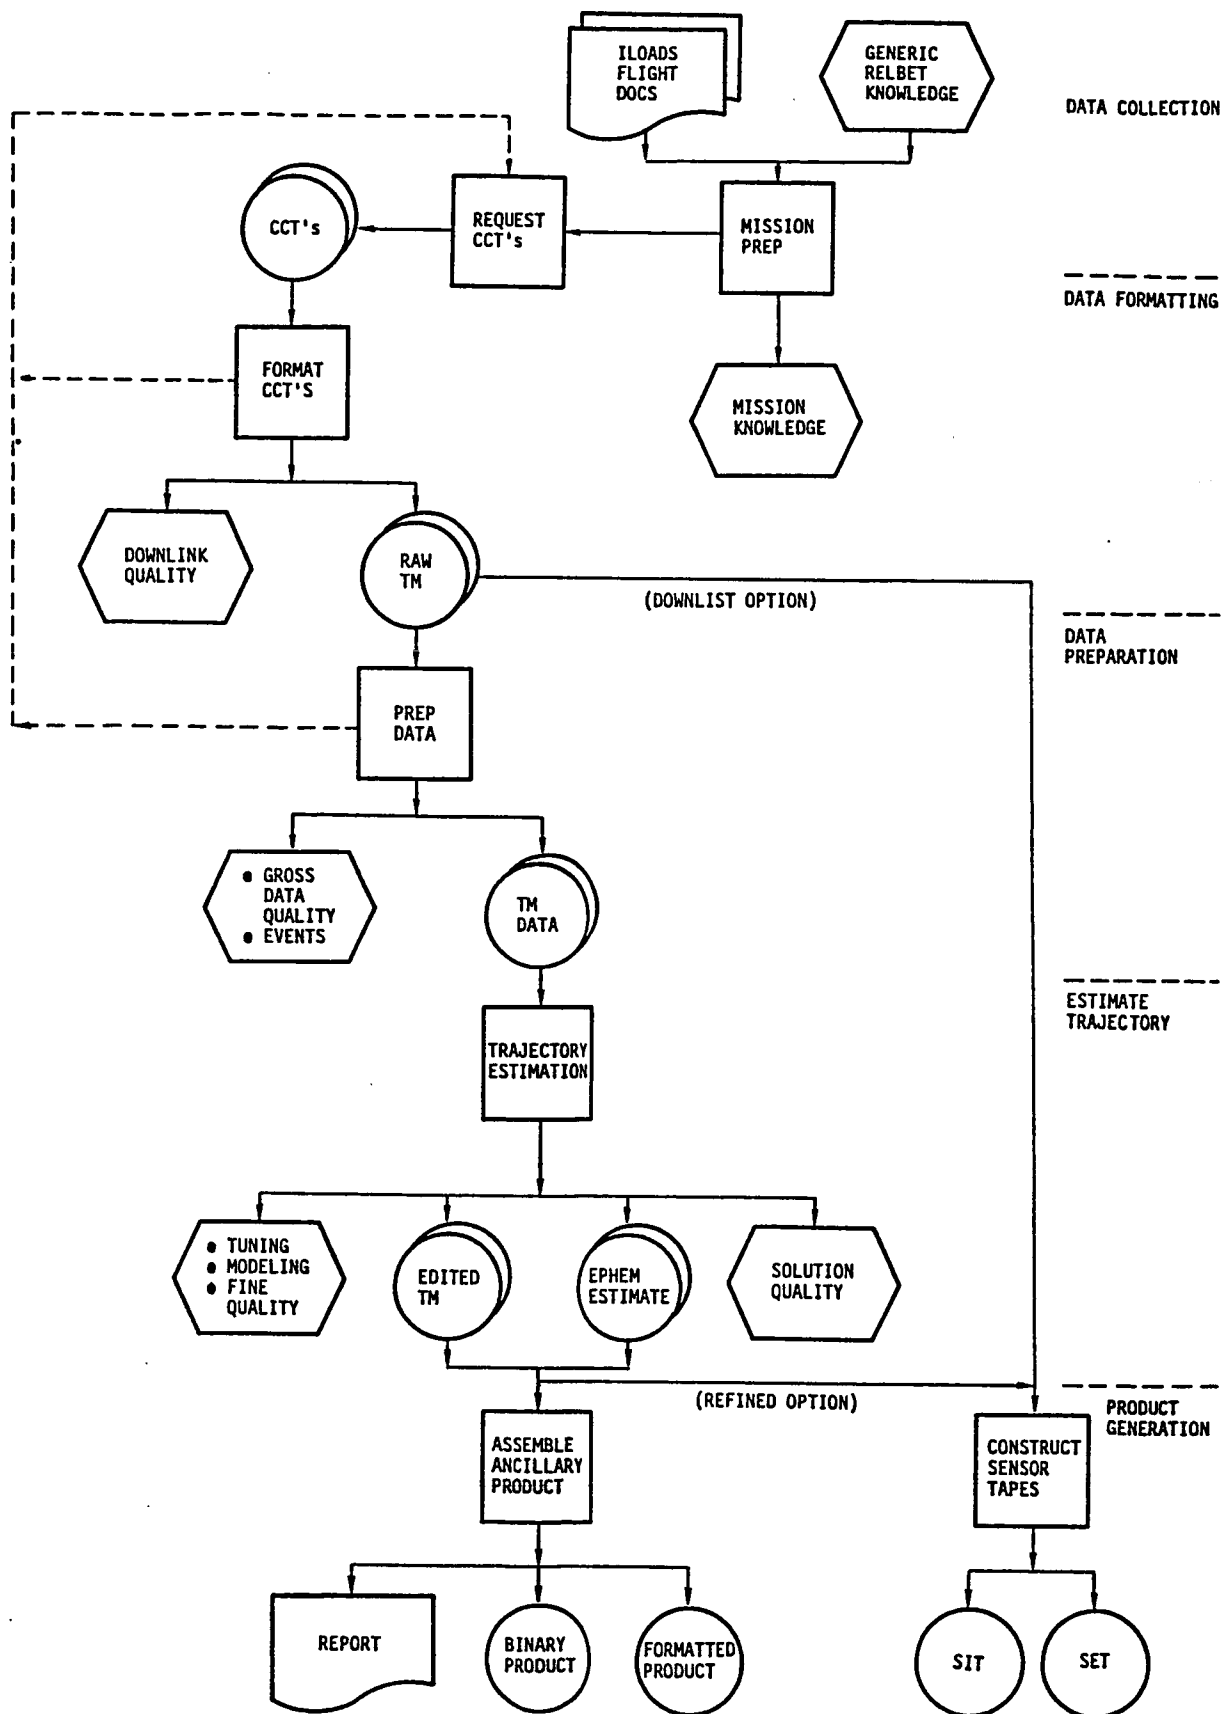 ILOADS
FLIGHT
DOCS
GENERIC
RELBET
KNOWLEDGE
DATA COLLECTION
CCT's
REQUEST
CCT's
MISSION
PREP
DATA FORMATTING
FORMAT
CCT'S
MISSION
KNOWLEDGE
DOWNLINK
QUALITY
RAW
TM
(DOWNLIST OPTION)
DATA
PREPARATION
PREP
DATA
● GROSS
DATA
QUALITY
● EVENTS
TM
DATA
ESTIMATE
TRAJECTORY
TRAJECTORY
ESTIMATION
● TUNING
● MODELING
● FINE
QUALITY
EDITED
TM
EPHEM
ESTIMATE
SOLUTION
QUALITY
(REFINED OPTION)
PRODUCT
GENERATION
ASSEMBLE
ANCILLARY
PRODUCT
CONSTRUCT
SENSOR
TAPES
REPORT
BINARY
PRODUCT
FORMATTED
PRODUCT
SIT
SET